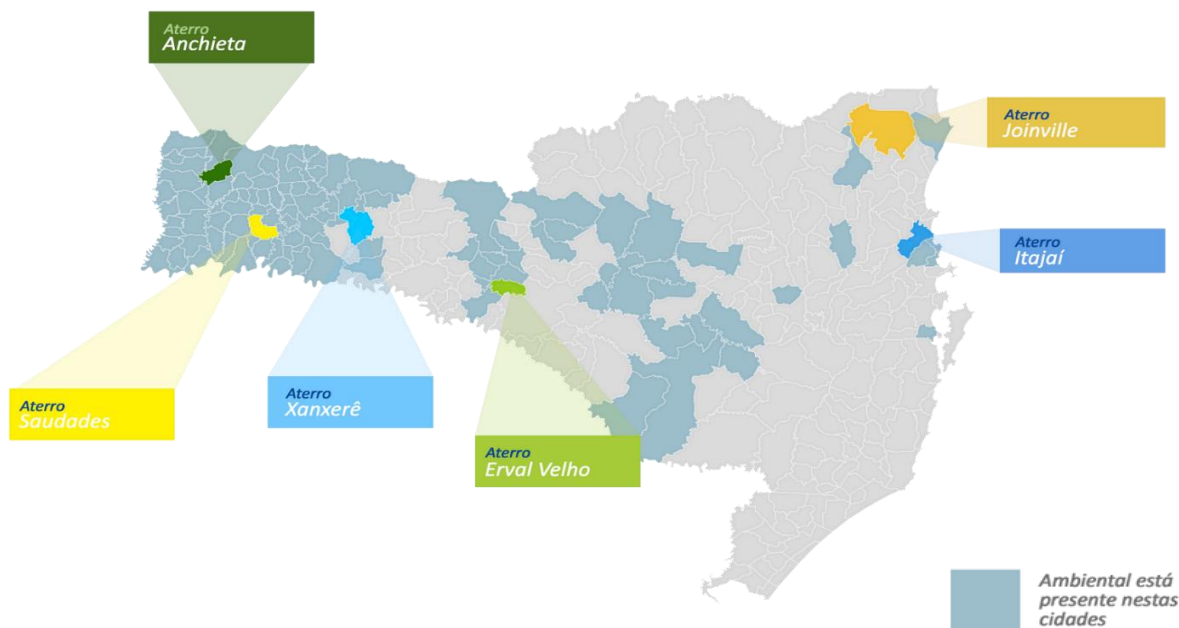 Aterro
Anchieta
Aterro
Joinville
Aterro
Itajaí
Aterro
Saudades
Aterro
Xanxerê
Aterro
Erval Velho
Ambiental está
presente nestas
cidades